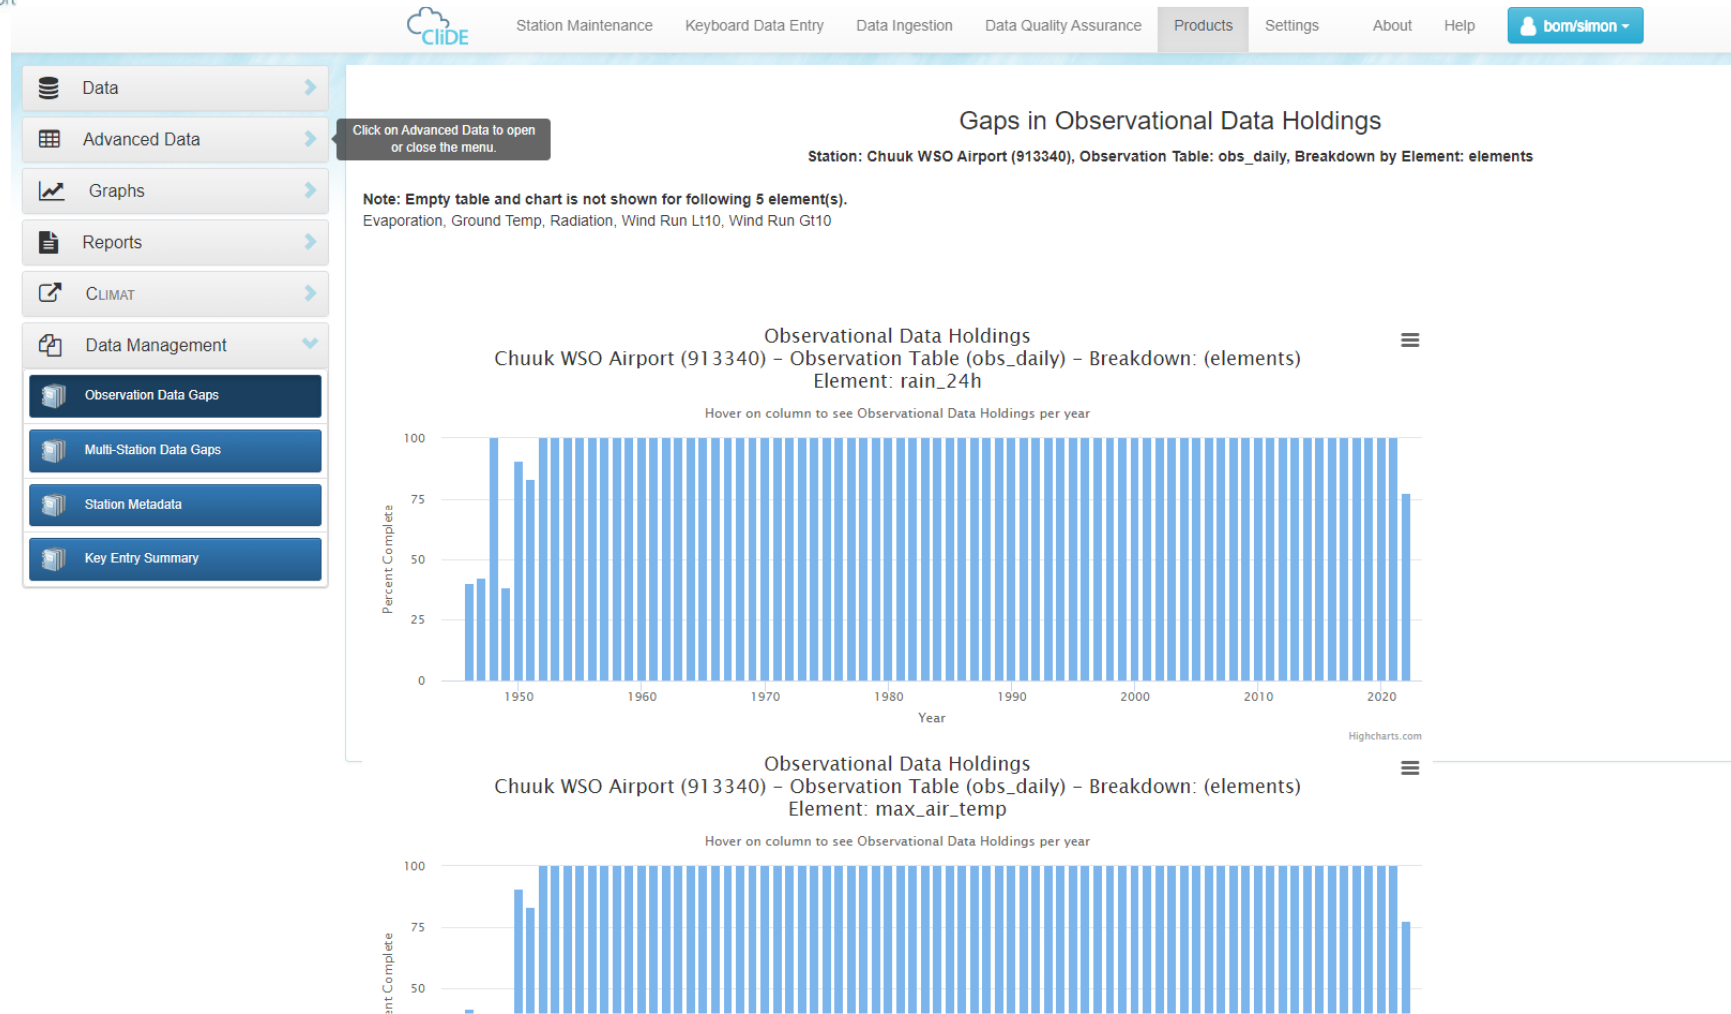 CliDE
Station Maintenance
Keyboard Data Entry
Data Ingestion
Data Quality Assurance
Products
Settings
About
Help
bom/simon
Data
Advanced Data
Graphs
Reports
CLIMAT
Data Management
Observation Data Gaps
Multi-Station Data Gaps
Station Metadata
Key Entry Summary
Click on Advanced Data to open
or close the menu.
Gaps in Observational Data Holdings
Station: Chuuk WSO Airport (913340), Observation Table: obs_daily, Breakdown by Element: elements
Note: Empty table and chart is not shown for following 5 element(s).
Evaporation, Ground Temp, Radiation, Wind Run Lt10, Wind Run Gt10
Observational Data Holdings
Chuuk WSO Airport (913340) – Observation Table (obs_daily) – Breakdown: (elements)
Element: rain_24h
Hover on column to see Observational Data Holdings per year
Percent Complete
100
75
50
25
0
1950 1960 1970 1980 1990 2000 2010 2020
Year
Highcharts.com
Observational Data Holdings
Chuuk WSO Airport (913340) – Observation Table (obs_daily) – Breakdown: (elements)
Element: max_air_temp
Hover on column to see Observational Data Holdings per year
ent Complete
100
75
50